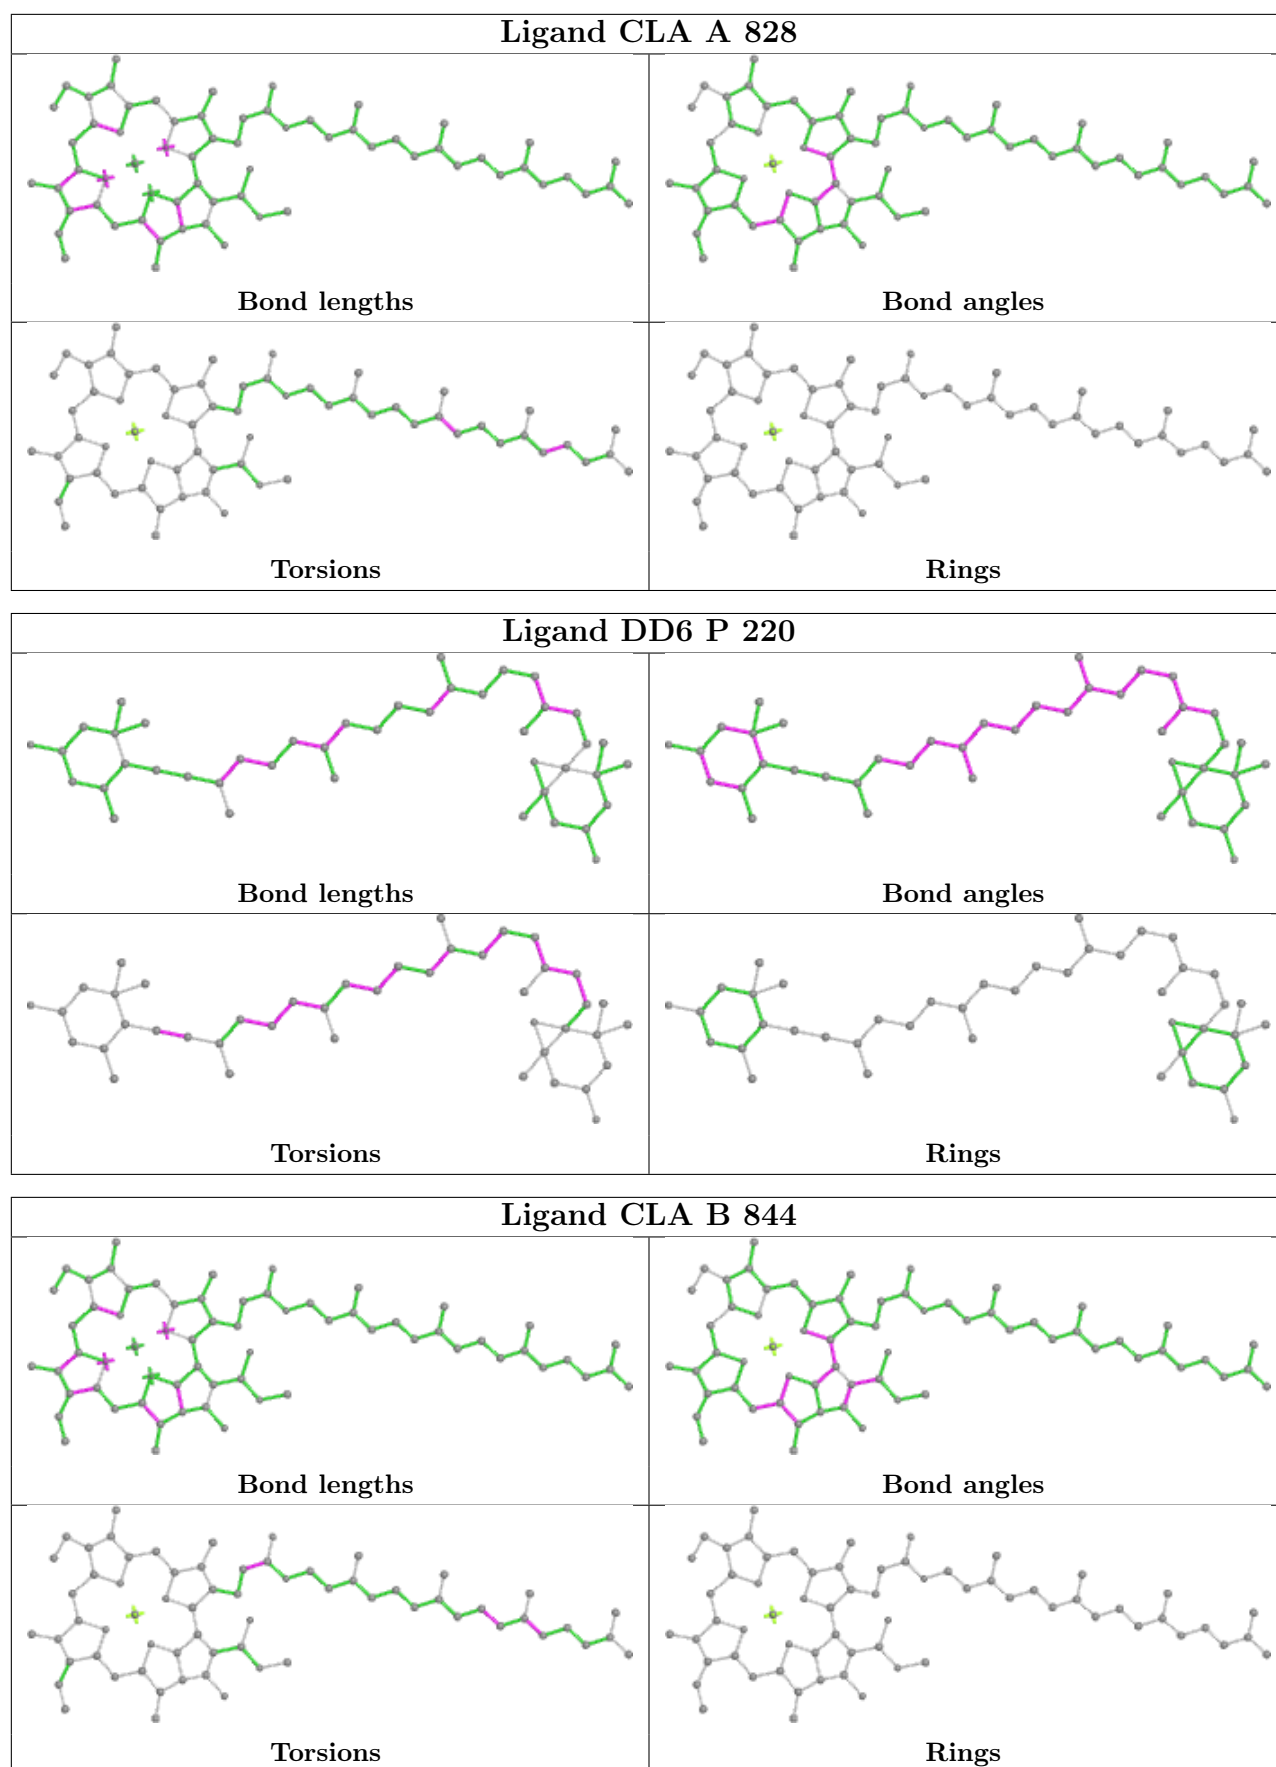 Ligand CLA A 828
Bond lengths
Bond angles
Torsions
Rings
Ligand DD6 P 220
Bond lengths
Bond angles
Torsions
Rings
Ligand CLA B 844
Bond lengths
Bond angles
Torsions
Rings